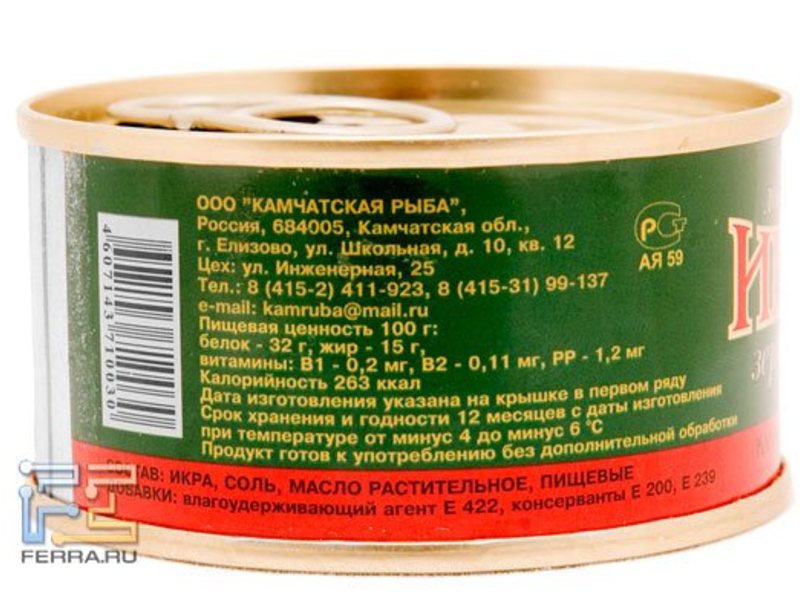 ООО "КАМЧАТСКАЯ РЫБА",
Россия, 684005, Камчатская обл.,
г. Елизово, ул. Школьная, д. 10, кв. 12
Цех: ул. Инженерная, 25
Тел.: 8 (415-2) 411-923, 8 (415-31) 99-137
e-mail: kamruba@mail.ru
Пищевая ценность 100 г:
белок - 32 г, жир - 15 г,
витамины: В1 - 0,2 мг, В2 - 0,11 мг, РР - 1,2 мг
Калорийность 263 ккал
Дата изготовления указана на крышке в первом ряду
Срок хранения и годности 12 месяцев с даты изготовления
при температуре от минус 4 до минус 6 °С
Продукт готов к употреблению без дополнительной обработки
СОСТАВ: ИКРА, СОЛЬ, МАСЛО РАСТИТЕЛЬНОЕ, ПИЩЕВЫЕ
ДОБАВКИ: влагоудерживающий агент Е 422, консерванты Е 200, Е 239
4607143710030
РСТ
АЯ 59
FERRA.RU